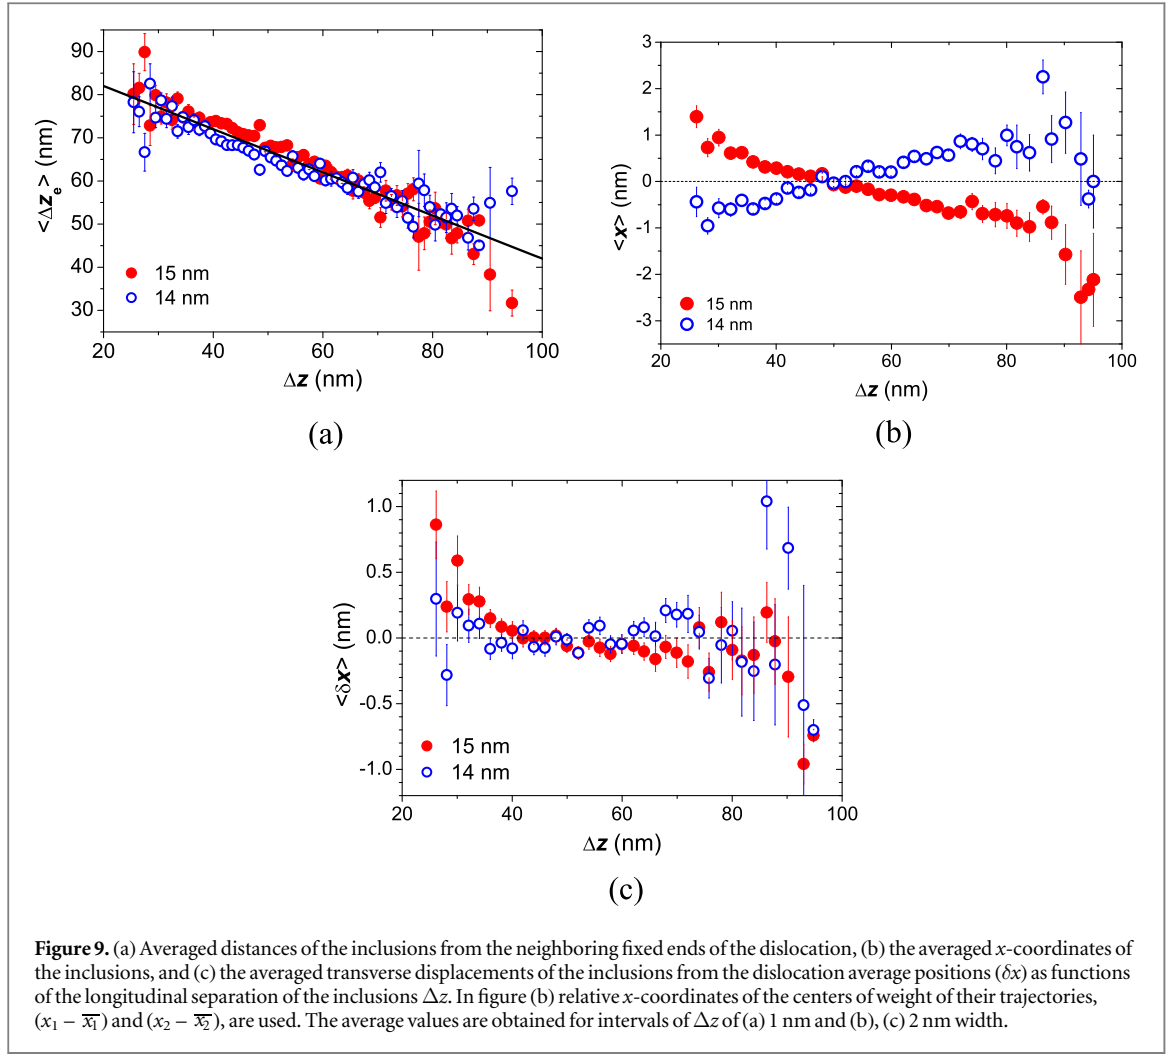 90
80
70
60
50
40
30
<Δz_e> (nm)
15 nm
14 nm
20 40 60 80 100
Δz (nm)
(a)
3
2
1
0
-1
-2
-3
<x> (nm)
15 nm
14 nm
20 40 60 80 100
Δz (nm)
(b)
1.0
0.5
0.0
-0.5
-1.0
<δx> (nm)
15 nm
14 nm
20 40 60 80 100
Δz (nm)
(c)
Figure 9. (a) Averaged distances of the inclusions from the neighboring fixed ends of the dislocation, (b) the averaged x-coordinates of
the inclusions, and (c) the averaged transverse displacements of the inclusions from the dislocation average positions (δx) as functions
of the longitudinal separation of the inclusions Δz. In figure (b) relative x-coordinates of the centers of weight of their trajectories,
(x₁ − x̅₁) and (x₂ − x̅₂), are used. The average values are obtained for intervals of Δz of (a) 1 nm and (b), (c) 2 nm width.